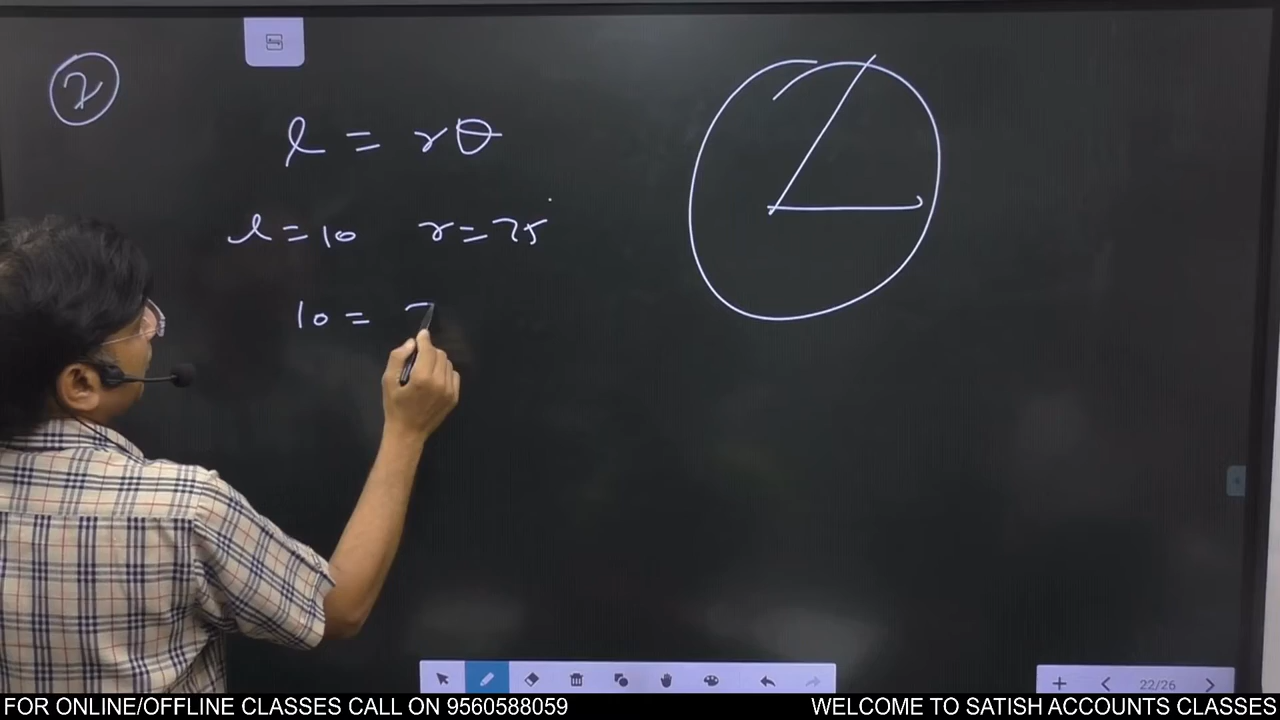 7
l = rθ
l = 10 r = 75
10 = 7
22/26
FOR ONLINE/OFFLINE CLASSES CALL ON 9560588059
WELCOME TO SATISH ACCOUNTS CLASSES